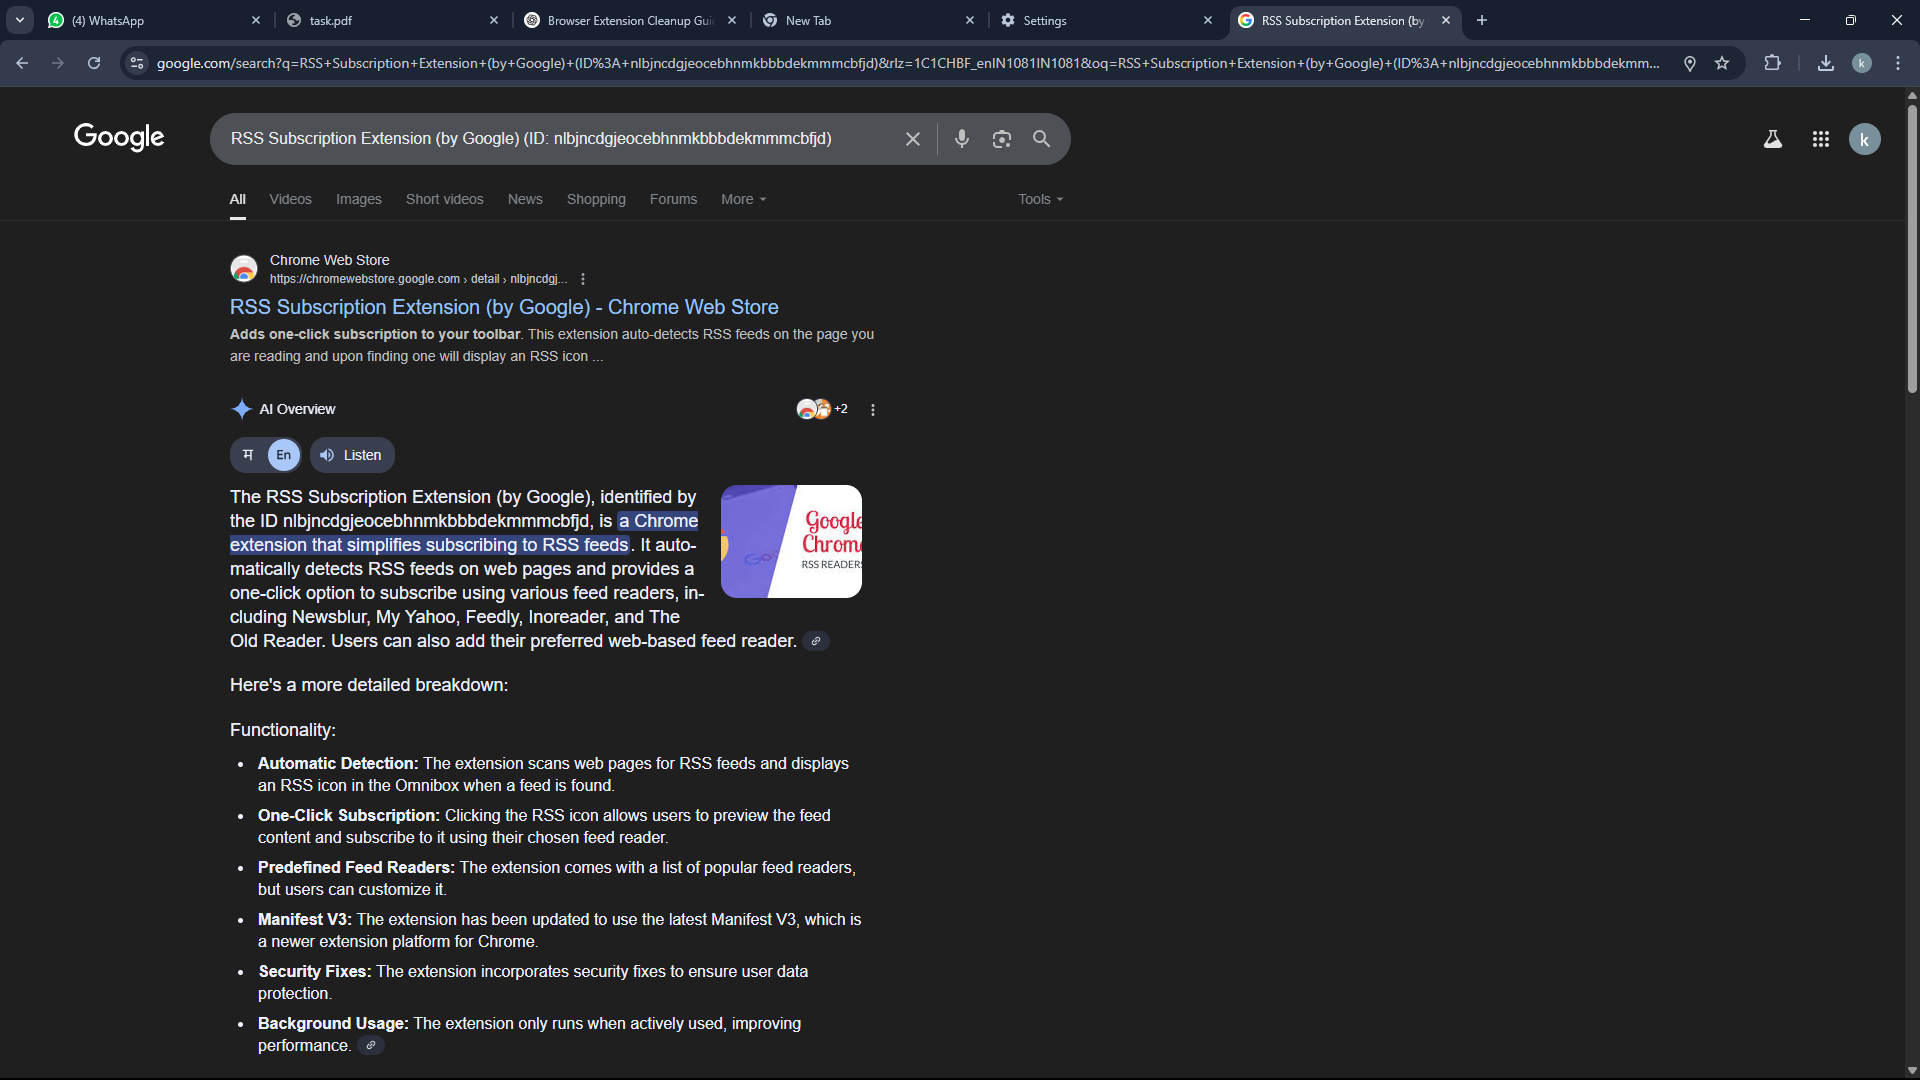 (4) WhatsApp
task.pdf
Browser Extension Cleanup Gui
New Tab
Settings
RSS Subscription Extension (by
google.com/search?q=RSS+Subscription+Extension+(by+Google)+(ID%3A+nlbjncdgjeocebhnmkbbbdekmmmcbfjd)&rlz=1C1CHBF_enIN1081IN1081&oq=RSS+Subscription+Extension+(by+Google)+(ID%3A+nlbjncdgjeocebhnmkbbbdekmm...
k
Google
RSS Subscription Extension (by Google) (ID: nlbjncdgjeocebhnmkbbbdekmmmcbfjd)
k
All
Videos
Images
Short videos
News
Shopping
Forums
More
Tools
Chrome Web Store
https://chromewebstore.google.com › detail › nlbjncdgj...
RSS Subscription Extension (by Google) - Chrome Web Store
Adds one-click subscription to your toolbar. This extension auto-detects RSS feeds on the page you
are reading and upon finding one will display an RSS icon ...
AI Overview
+2
म
En
Listen
The RSS Subscription Extension (by Google), identified by
the ID nlbjncdgjeocebhnmkbbbdekmmmcbfjd, is a Chrome
extension that simplifies subscribing to RSS feeds. It auto-
matically detects RSS feeds on web pages and provides a
one-click option to subscribe using various feed readers, in-
cluding Newsblur, My Yahoo, Feedly, Inoreader, and The
Old Reader. Users can also add their preferred web-based feed reader.
Goo
Google
Chrom
RSS READER
Here's a more detailed breakdown:
Functionality:
• Automatic Detection: The extension scans web pages for RSS feeds and displays
an RSS icon in the Omnibox when a feed is found.
• One-Click Subscription: Clicking the RSS icon allows users to preview the feed
content and subscribe to it using their chosen feed reader.
• Predefined Feed Readers: The extension comes with a list of popular feed readers,
but users can customize it.
• Manifest V3: The extension has been updated to use the latest Manifest V3, which is
a newer extension platform for Chrome.
• Security Fixes: The extension incorporates security fixes to ensure user data
protection.
• Background Usage: The extension only runs when actively used, improving
performance.